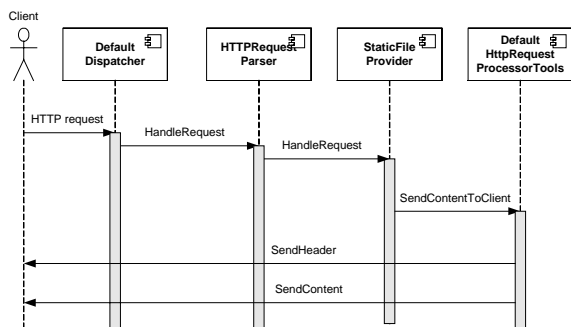 Client
Default
Dispatcher
HTTPRequest
Parser
StaticFile
Provider
Default
HttpRequest
ProcessorTools
HTTP request
HandleRequest
HandleRequest
SendContentToClient
SendHeader
SendContent